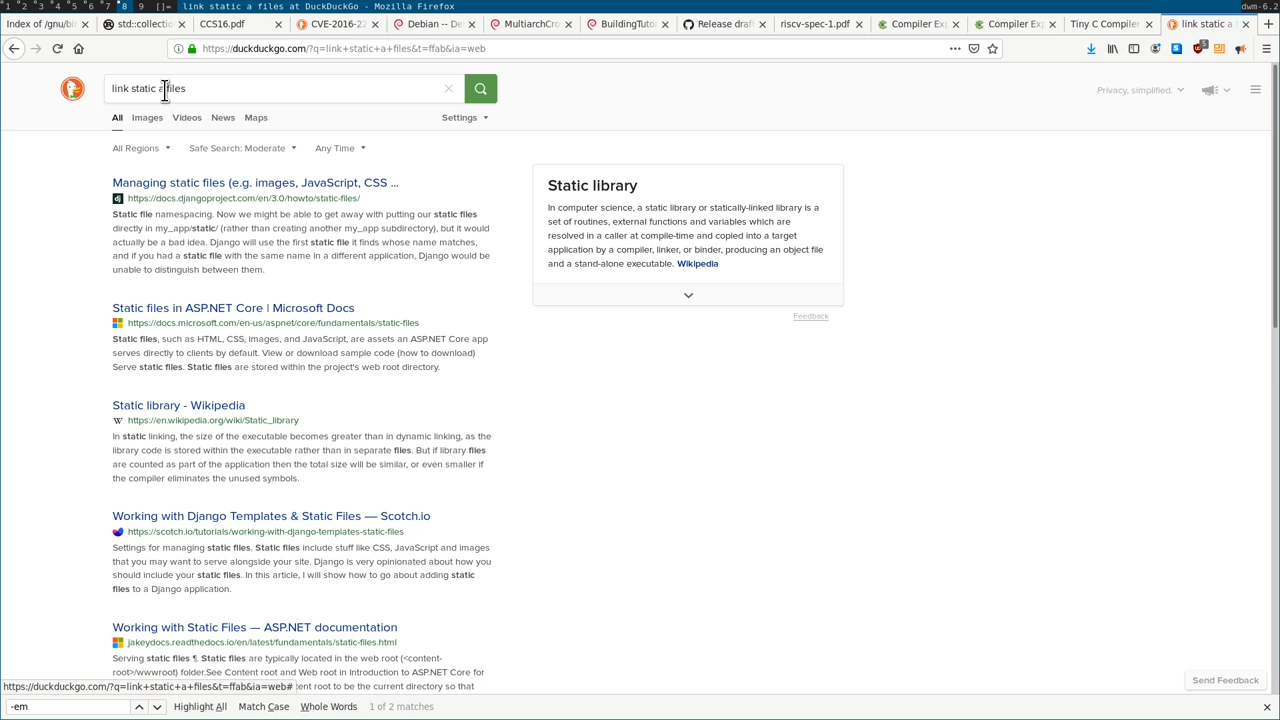 1 2 3 4 5 6 7 8 9 []= link static a files at DuckDuckGo - Mozilla Firefox dwm-6.2
Index of /gnu/bin
std::collectio
CCS16.pdf
CVE-2016-22
Debian -- De
MultiarchCro
BuildingTutor
Release draft
riscv-spec-1.pdf
Compiler Exp
Compiler Exp
Tiny C Compiler
link static a
https://duckduckgo.com/?q=link+static+a+files&t=ffab&ia=web
link static a files
Privacy, simplified.
All Images Videos News Maps Settings
All Regions Safe Search: Moderate Any Time
Managing static files (e.g. images, JavaScript, CSS ...
https://docs.djangoproject.com/en/3.0/howto/static-files/
Static file namespacing. Now we might be able to get away with putting our static files
directly in my_app/static/ (rather than creating another my_app subdirectory), but it would
actually be a bad idea. Django will use the first static file it finds whose name matches,
and if you had a static file with the same name in a different application, Django would be
unable to distinguish between them.
Static files in ASP.NET Core | Microsoft Docs
https://docs.microsoft.com/en-us/aspnet/core/fundamentals/static-files
Static files, such as HTML, CSS, images, and JavaScript, are assets an ASP.NET Core app
serves directly to clients by default. View or download sample code (how to download)
Serve static files. Static files are stored within the project's web root directory.
Static library - Wikipedia
W https://en.wikipedia.org/wiki/Static_library
In static linking, the size of the executable becomes greater than in dynamic linking, as the
library code is stored within the executable rather than in separate files. But if library files
are counted as part of the application then the total size will be similar, or even smaller if
the compiler eliminates the unused symbols.
Working with Django Templates & Static Files — Scotch.io
https://scotch.io/tutorials/working-with-django-templates-static-files
Settings for managing static files. Static files include stuff like CSS, JavaScript and images
that you may want to serve alongside your site. Django is very opinionated about how you
should include your static files. In this article, I will show how to go about adding static
files to a Django application.
Working with Static Files — ASP.NET documentation
jakeydocs.readthedocs.io/en/latest/fundamentals/static-files.html
Serving static files ¶. Static files are typically located in the web root (<content-
root>/wwwroot) folder.See Content root and Web root in Introduction to ASP.NET Core for
tent root to be the current directory so that
Static library
In computer science, a static library or statically-linked library is a
set of routines, external functions and variables which are
resolved in a caller at compile-time and copied into a target
application by a compiler, linker, or binder, producing an object file
and a stand-alone executable. Wikipedia
Feedback
Send Feedback
https://duckduckgo.com/?q=link+static+a+files&t=ffab&ia=web#
-em Highlight All Match Case Whole Words 1 of 2 matches